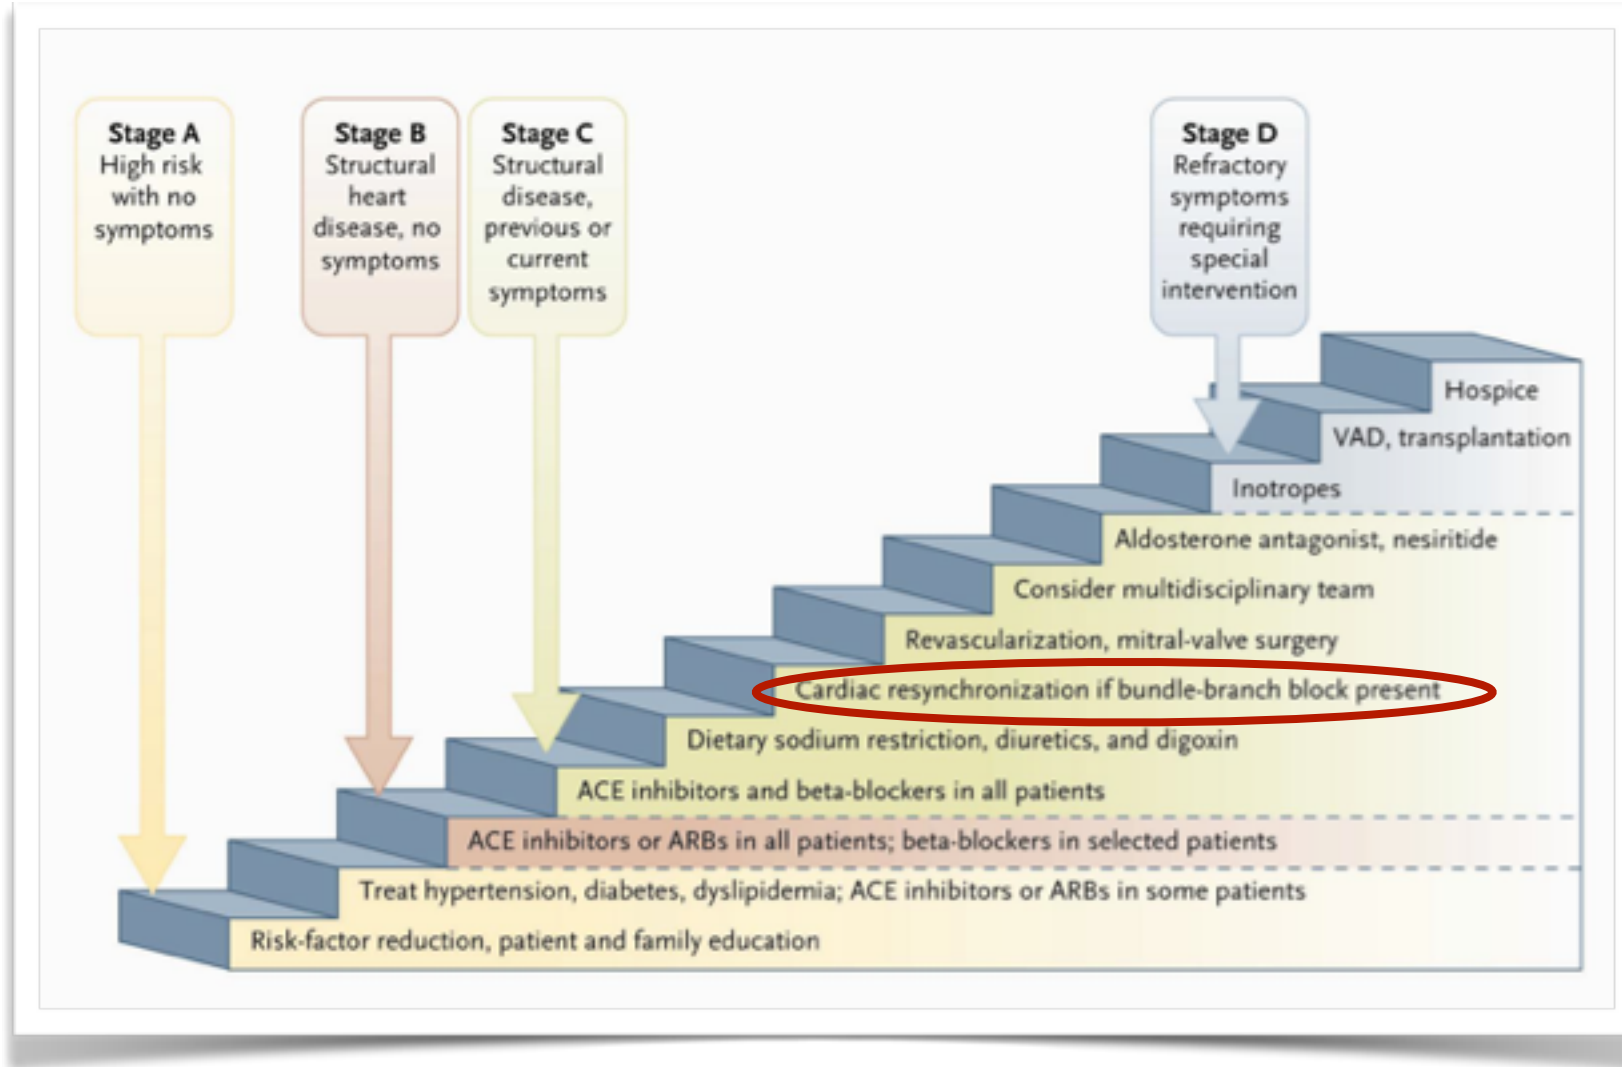 Stage A
High risk
with no
symptoms
Stage B
Structural
heart
disease, no
symptoms
Stage C
Structural
disease,
previous or
current
symptoms
Stage D
Refractory
symptoms
requiring
special
intervention
Hospice
VAD, transplantation
Inotropes
Aldosterone antagonist, nesiritide
Consider multidisciplinary team
Revascularization, mitral-valve surgery
Cardiac resynchronization if bundle-branch block present
Dietary sodium restriction, diuretics, and digoxin
ACE inhibitors and beta-blockers in all patients
ACE inhibitors or ARBs in all patients; beta-blockers in selected patients
Treat hypertension, diabetes, dyslipidemia; ACE inhibitors or ARBs in some patients
Risk-factor reduction, patient and family education